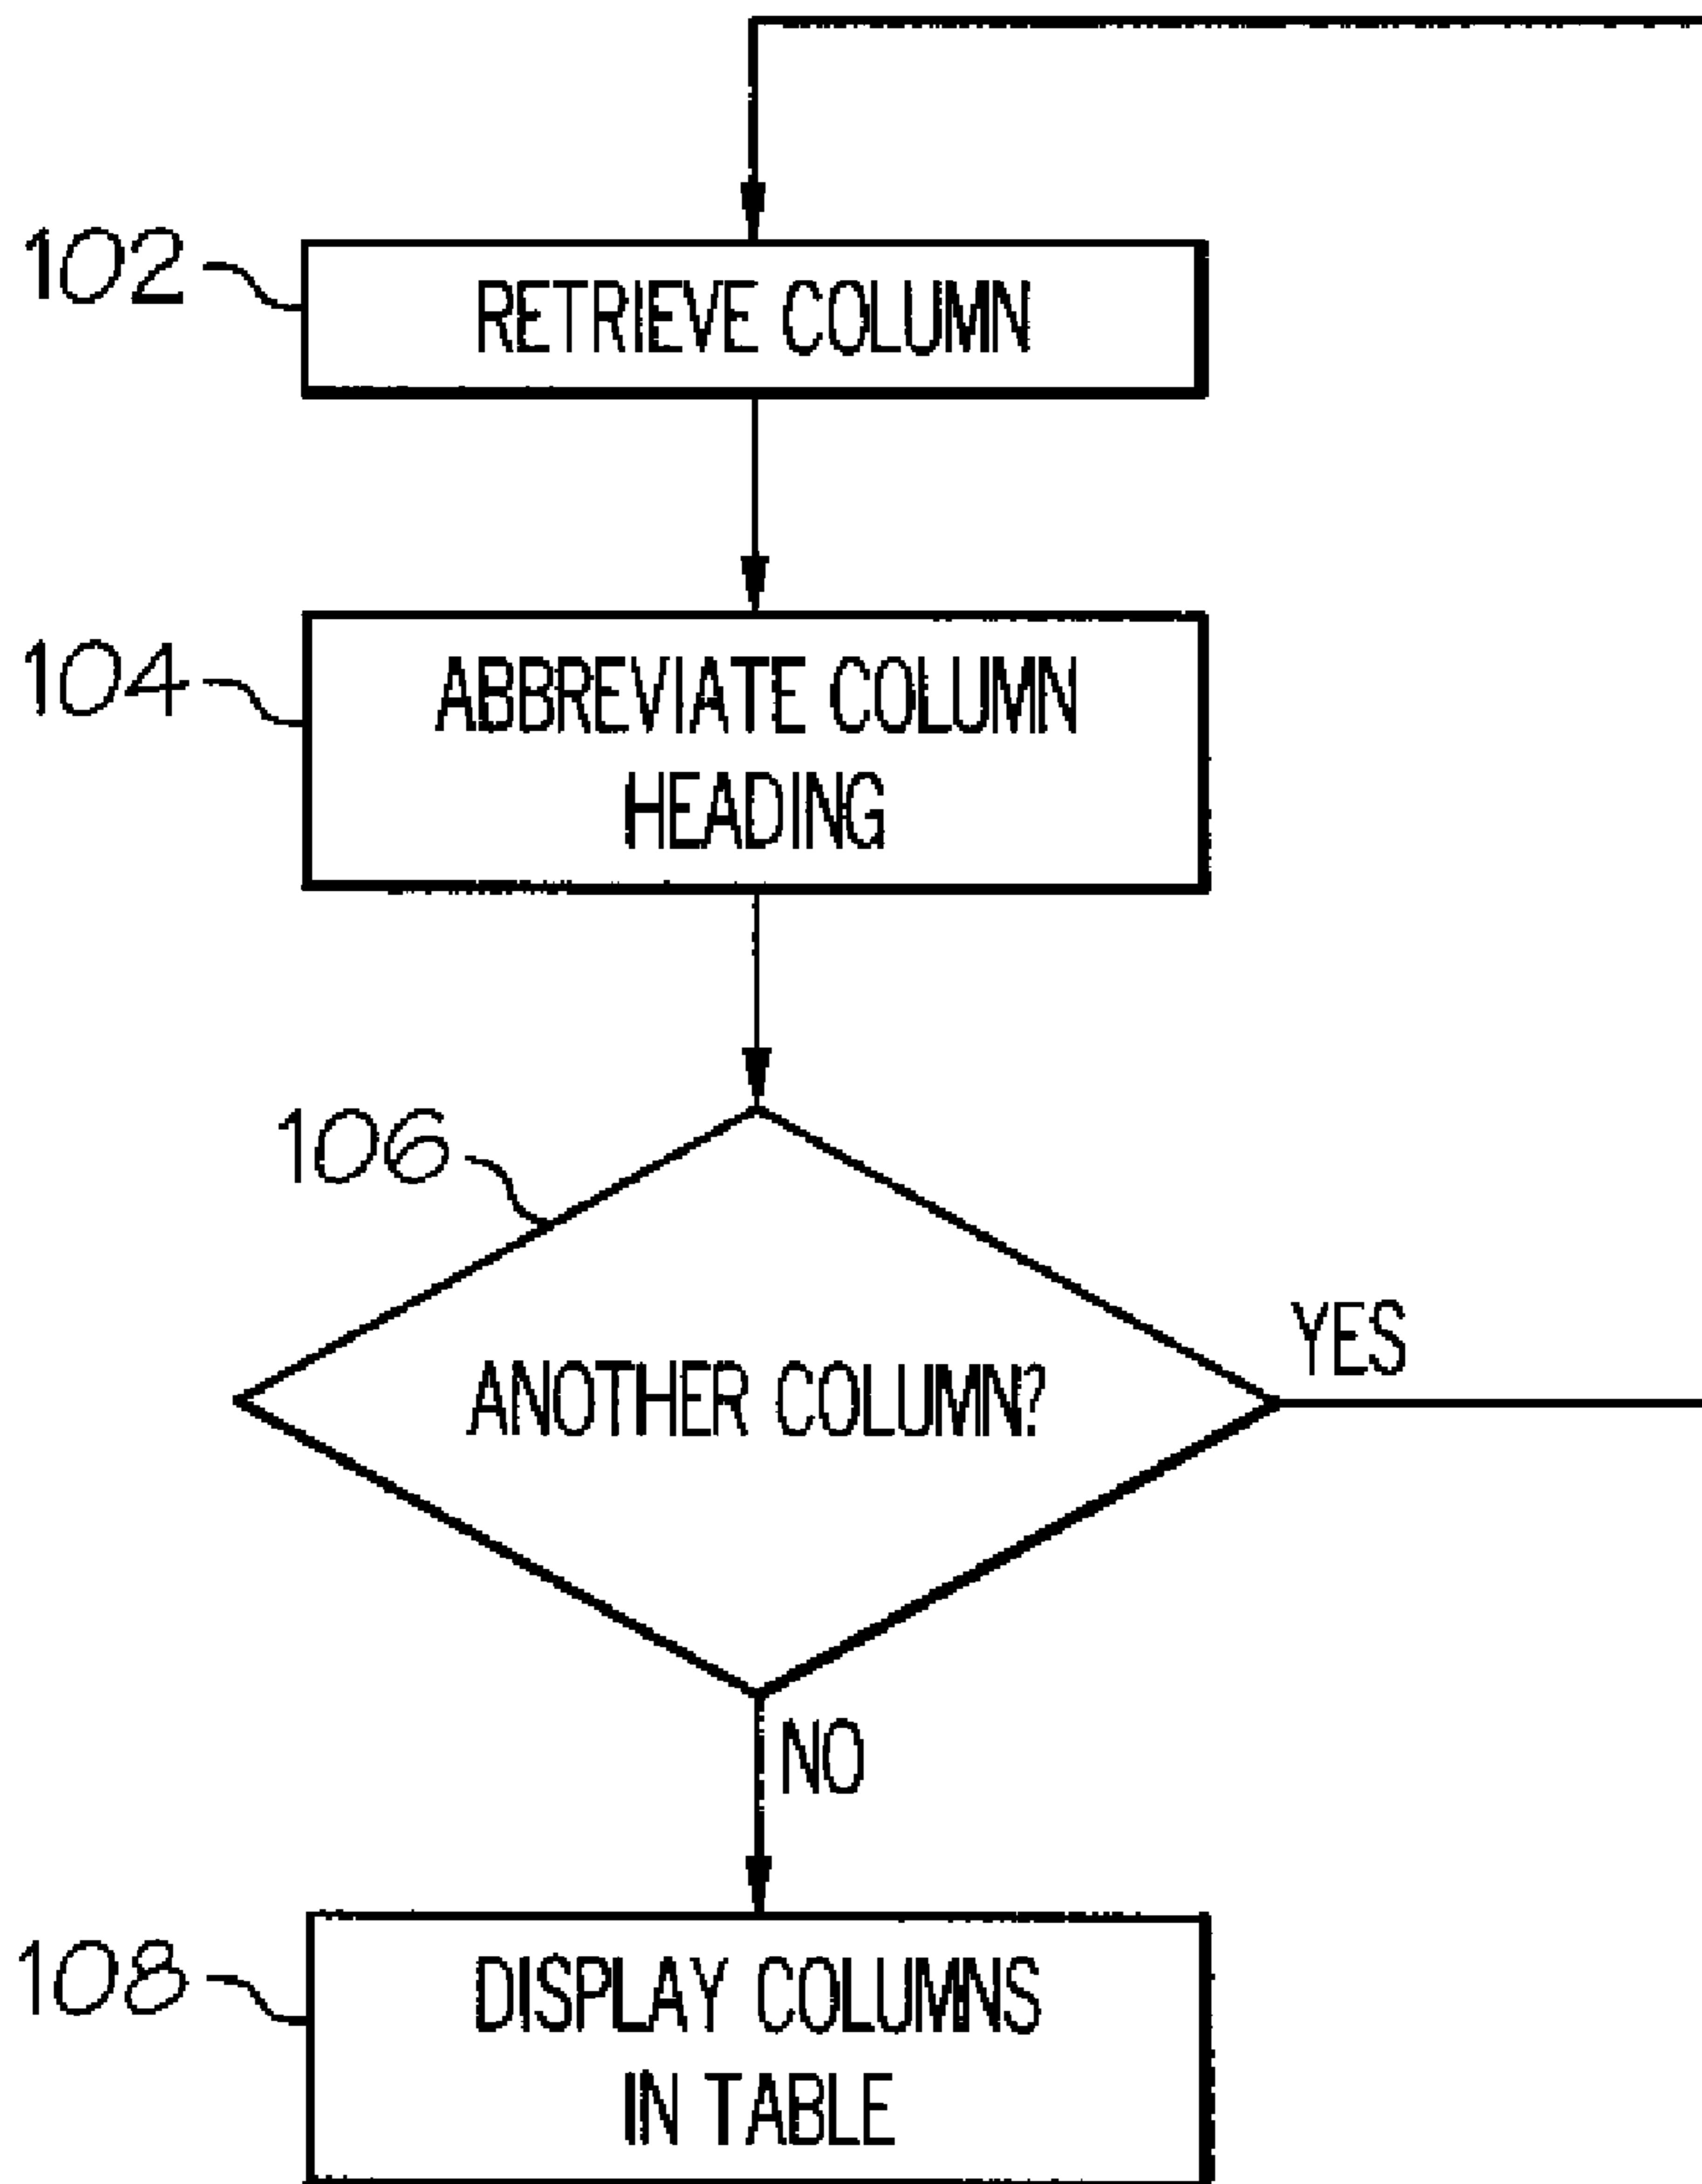 102
RETRIEVE COLUMN
104
ABBREVIATE COLUMN
HEADING
106
ANOTHER COLUMN?
YES
NO
108
DISPLAY COLUMNS
IN TABLE